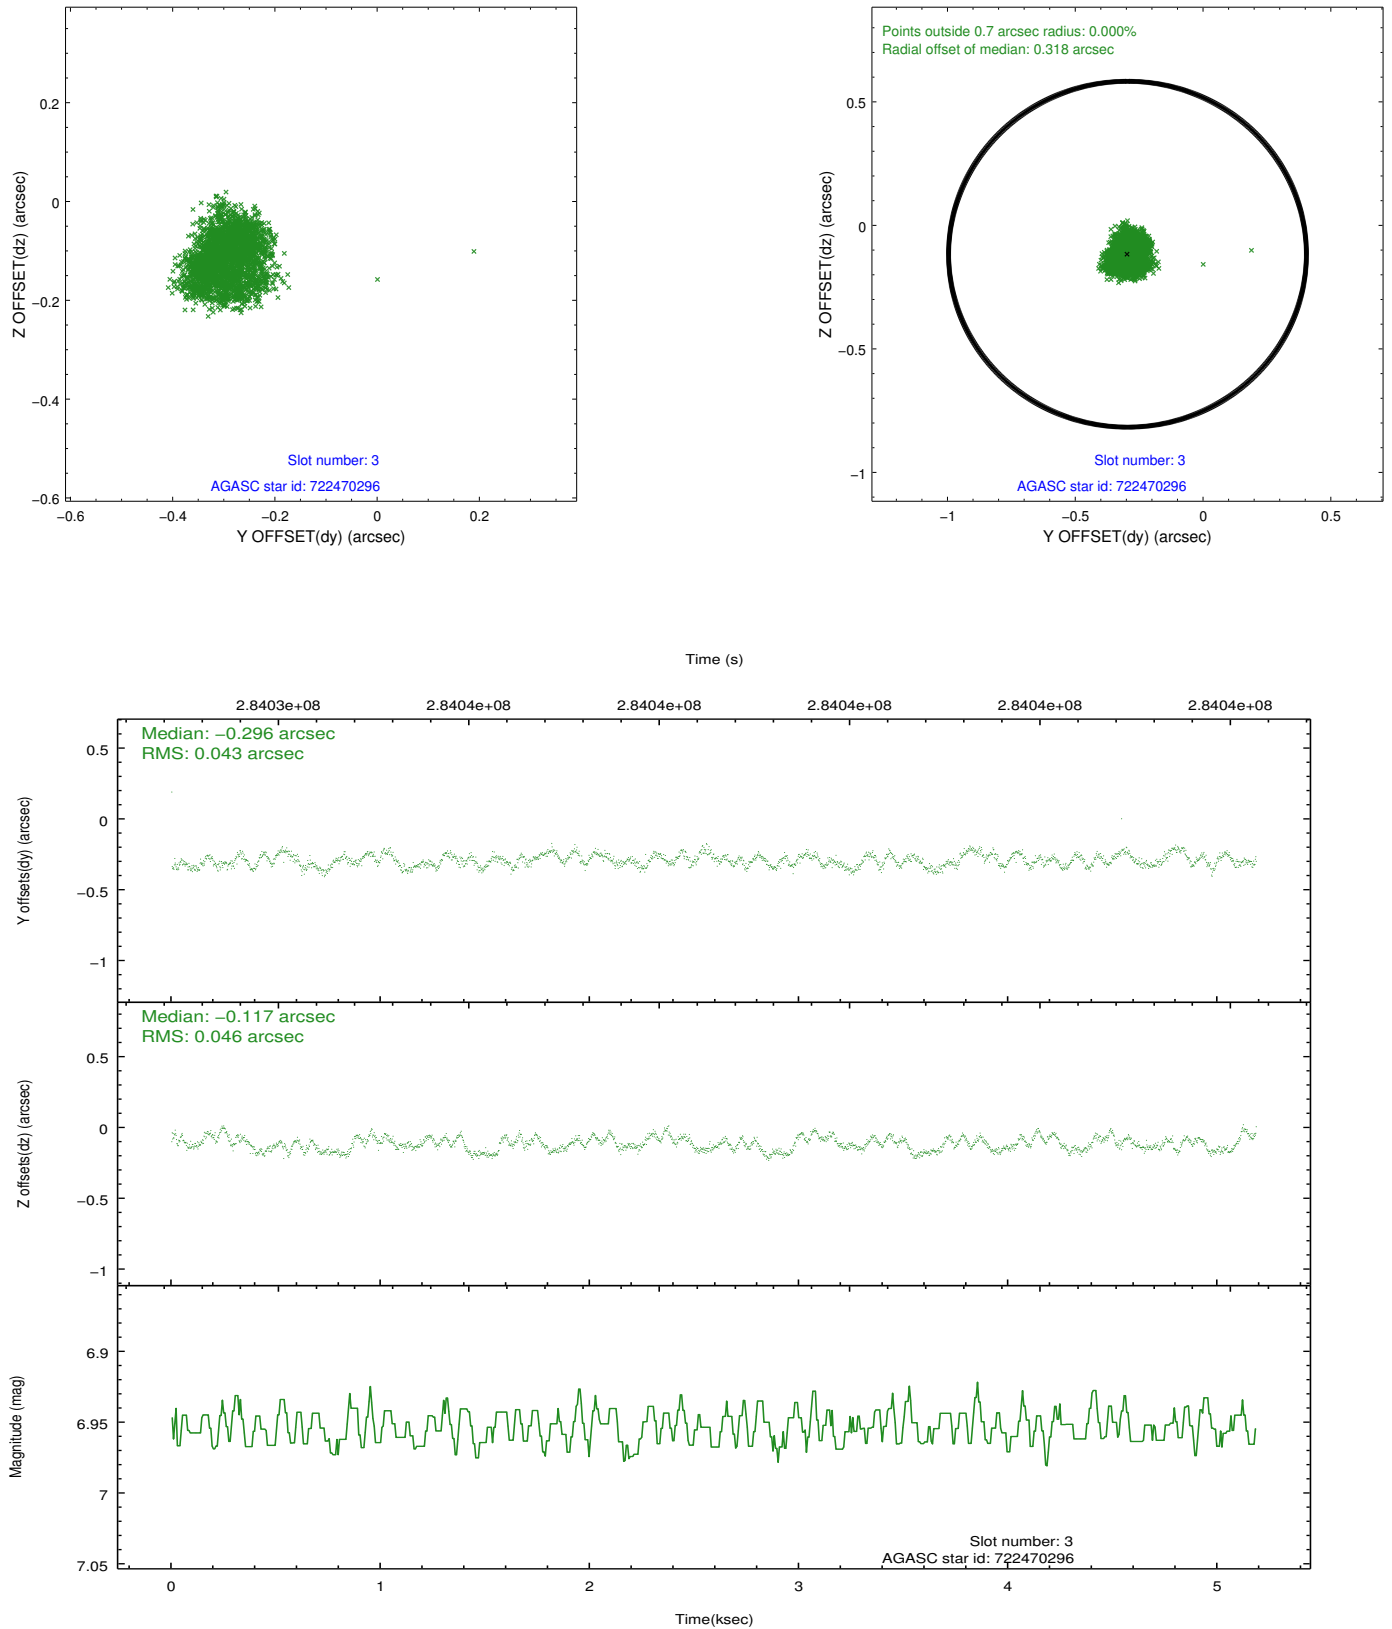 0.2
0
−0.2
−0.4
−0.6
Z OFFSET(dz) (arcsec)
Slot number: 3
AGASC star id: 722470296
−0.6
−0.4
−0.2
0
0.2
Y OFFSET(dy) (arcsec)
Points outside 0.7 arcsec radius: 0.000%
Radial offset of median: 0.318 arcsec
0.5
0
−0.5
−1
Z OFFSET(dz) (arcsec)
Slot number: 3
AGASC star id: 722470296
−1
−0.5
0
0.5
Y OFFSET(dy) (arcsec)
Time (s)
2.8403e+08
2.8404e+08
2.8404e+08
2.8404e+08
2.8404e+08
2.8404e+08
Median: −0.296 arcsec
RMS: 0.043 arcsec
0.5
0
−0.5
−1
Y offsets(dy) (arcsec)
Median: −0.117 arcsec
RMS: 0.046 arcsec
0.5
0
−0.5
−1
Z offsets(dz) (arcsec)
6.9
6.95
7
7.05
Magnitude (mag)
Slot number: 3
AGASC star id: 722470296
0
1
2
3
4
5
Time(ksec)